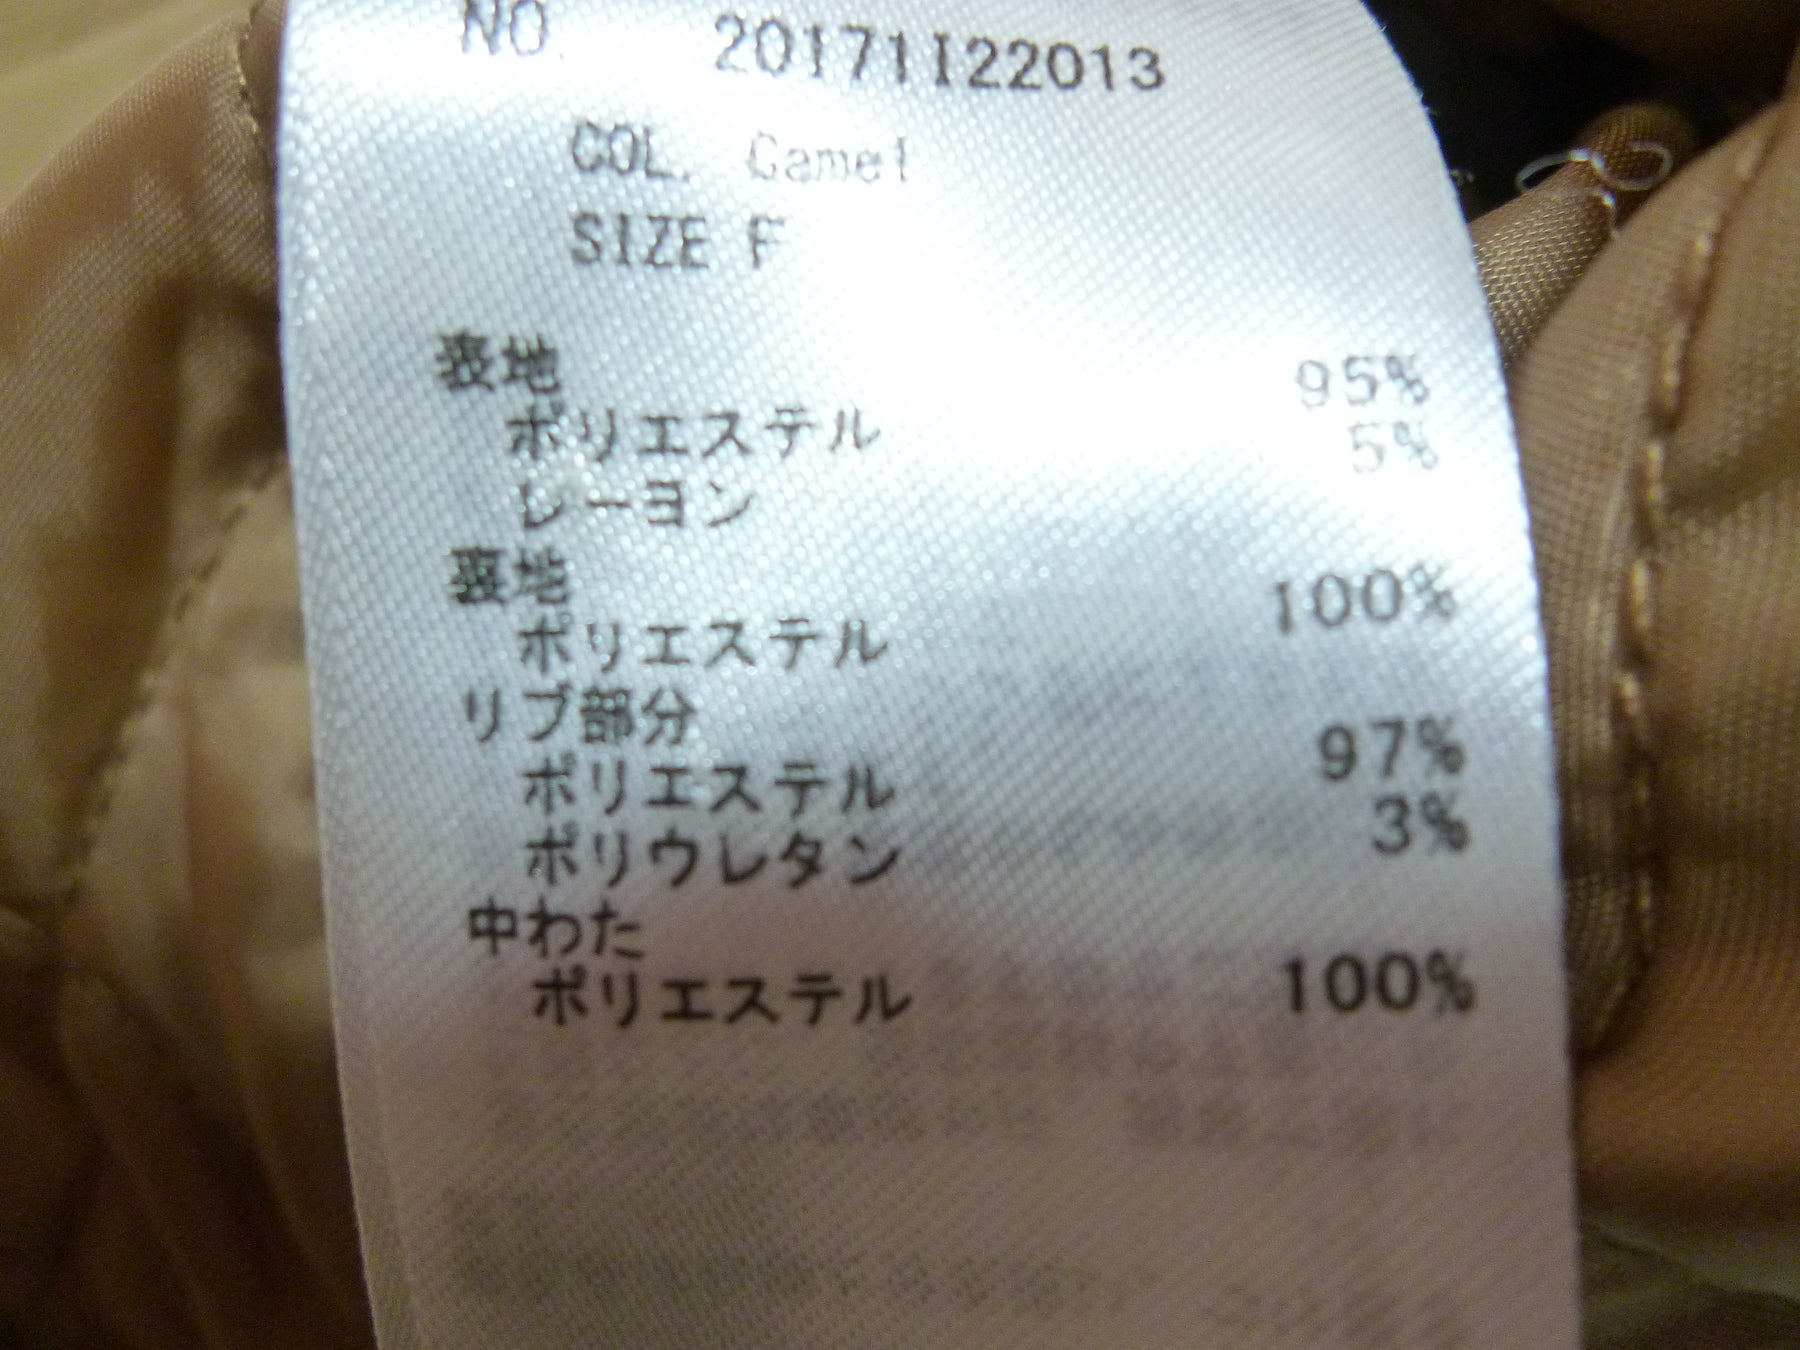 NO 20171I22013
COL. Camel
SIZE F
表地
ポリエステル 95%
レーヨン 5%
裏地
ポリエステル 100%
リブ部分
ポリエステル 97%
ポリウレタン 3%
中わた
ポリエステル 100%